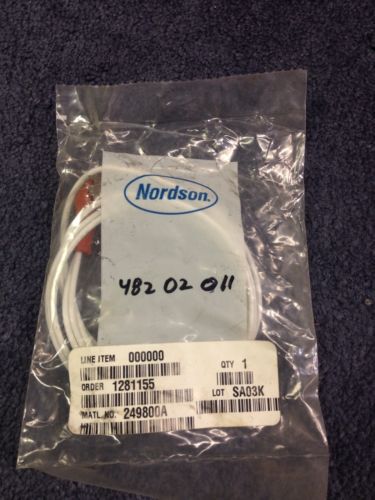 Nordson
482 02 011
LINE ITEM 000000
QTY 1
ORDER 1281155
LOT SA03K
MATL. NO. 249800A